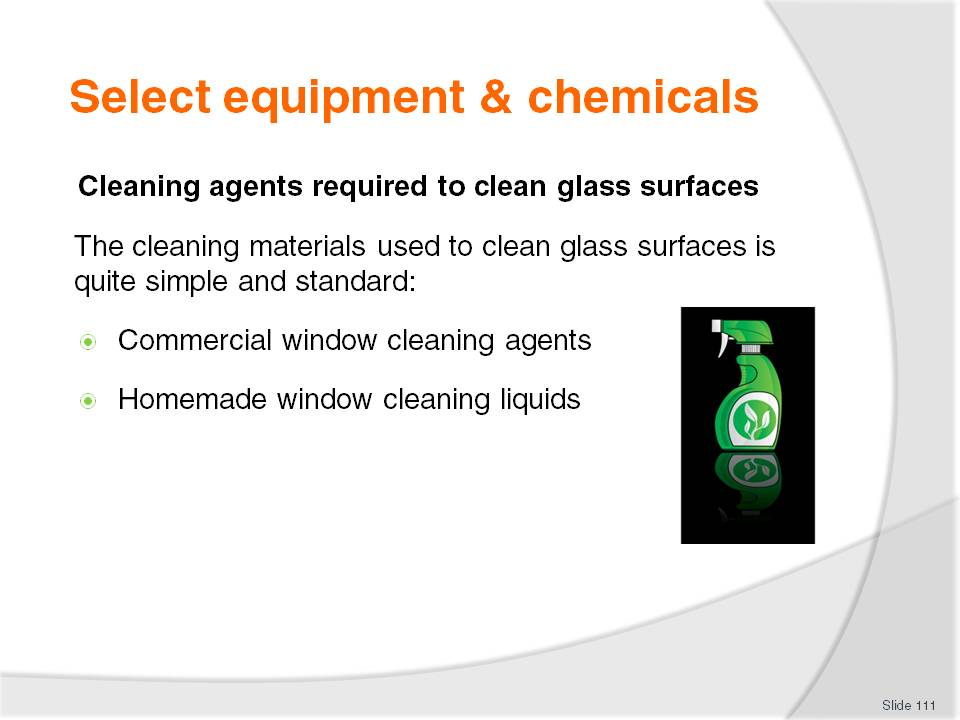 Select equipment & chemicals
Cleaning agents required to clean glass surfaces
The cleaning materials used to clean glass surfaces is
quite simple and standard:
Commercial window cleaning agents
Homemade window cleaning liquids
Slide 111